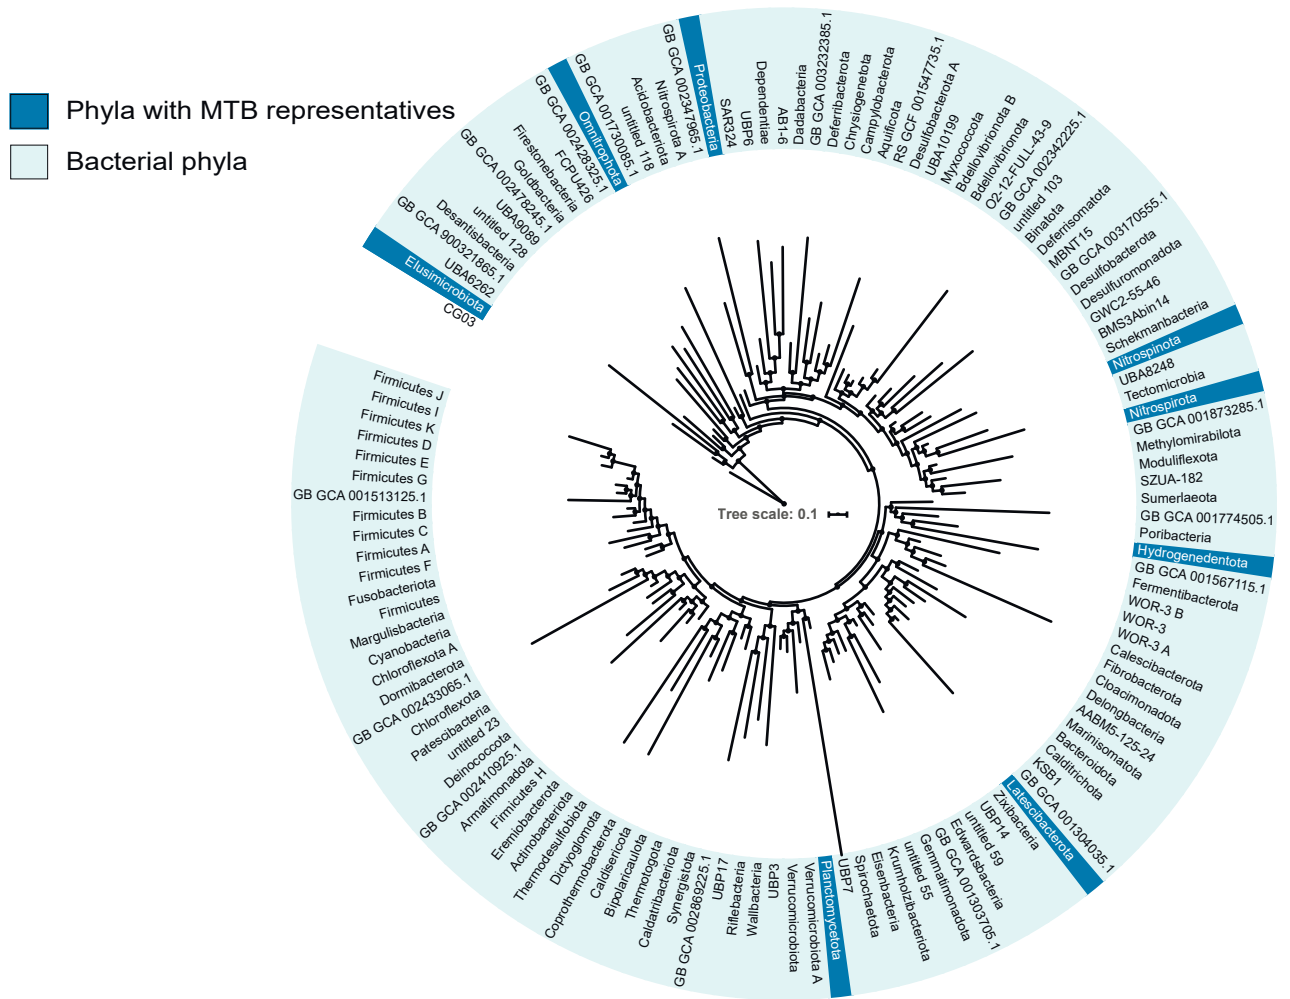 Phyla with MTB representatives
Bacterial phyla
CG03
Elusimicrobiota
UBA6262
GB GCA 900321865.1
Desantisbacteria
untitled 128
UBA9089
GB GCA 002478245.1
Goldbacteria
Firestonebacteria
FCPU426
GB GCA 002428325.1
Omnitrophota
GB GCA 001730085.1
untitled 118
Acidobacteriota
Nitrospirota A
GB GCA 002347965.1
Proteobacteria
SAR324
UBP6
Dependentiae
AB1-6
Dadabacteria
GB GCA 003232385.1
Deferribacterota
Chrysiogenetota
Campylobacterota
Aquificota
RS GCF 001547735.1
Desulfobacterota A
UBA10199
Myxococcota
Bdellovibrionota B
Bdellovibrionota
O2-12-FULL-43-9
GB GCA 002342225.1
untitled 103
Binatota
Deferrisomatota
MBNT15
GB GCA 003170555.1
Desulfobacterota
Desulfuromonadota
GWC2-55-46
BMS3Abin14
Schekmanbacteria
Nitrospinota
UBA8248
Tectomicrobia
Nitrospirota
GB GCA 001873285.1
Methylomirabilota
Moduliflexota
SZUA-182
Sumerlaeota
GB GCA 001774505.1
Poribacteria
Hydrogenedentota
GB GCA 001567115.1
Fermentibacterota
WOR-3 B
WOR-3
WOR-3 A
Calescibacterota
Fibrobacterota
Cloacimonadota
Delongbacteria
AABM5-125-24
Marinisomatota
Bacteroidota
Calditrichota
KSB1
GB GCA 001304035.1
Latescibacterota
Zixibacteria
UBP14
untitled 59
Edwardsbacteria
GB GCA 001303705.1
Gemmatimonadota
untitled 55
Krumholzibacteriota
Eisenbacteria
Spirochaetota
UBP7
Planctomycetota
Verrucomicrobiota A
Verrucomicrobiota
UBP3
Wallbacteria
Riflebacteria
UBP17
GB GCA 002869225.1
Synergistota
Caldatribacteriota
Thermotogota
Bipolaricaulota
Caldisericota
Coprothermobacterota
Dictyoglomota
Thermodesulfobiota
Actinobacteriota
Eremiobacterota
Firmicutes H
Armatimonadota
GB GCA 002410925.1
Deinococcota
untitled 23
Patescibacteria
Chloroflexota
GB GCA 002433065.1
Dormibacterota
Chloroflexota A
Cyanobacteria
Margulisbacteria
Firmicutes
Fusobacteriota
Firmicutes F
Firmicutes A
Firmicutes C
Firmicutes B
GB GCA 001513125.1
Firmicutes G
Firmicutes E
Firmicutes D
Firmicutes K
Firmicutes I
Firmicutes J
Tree scale: 0.1